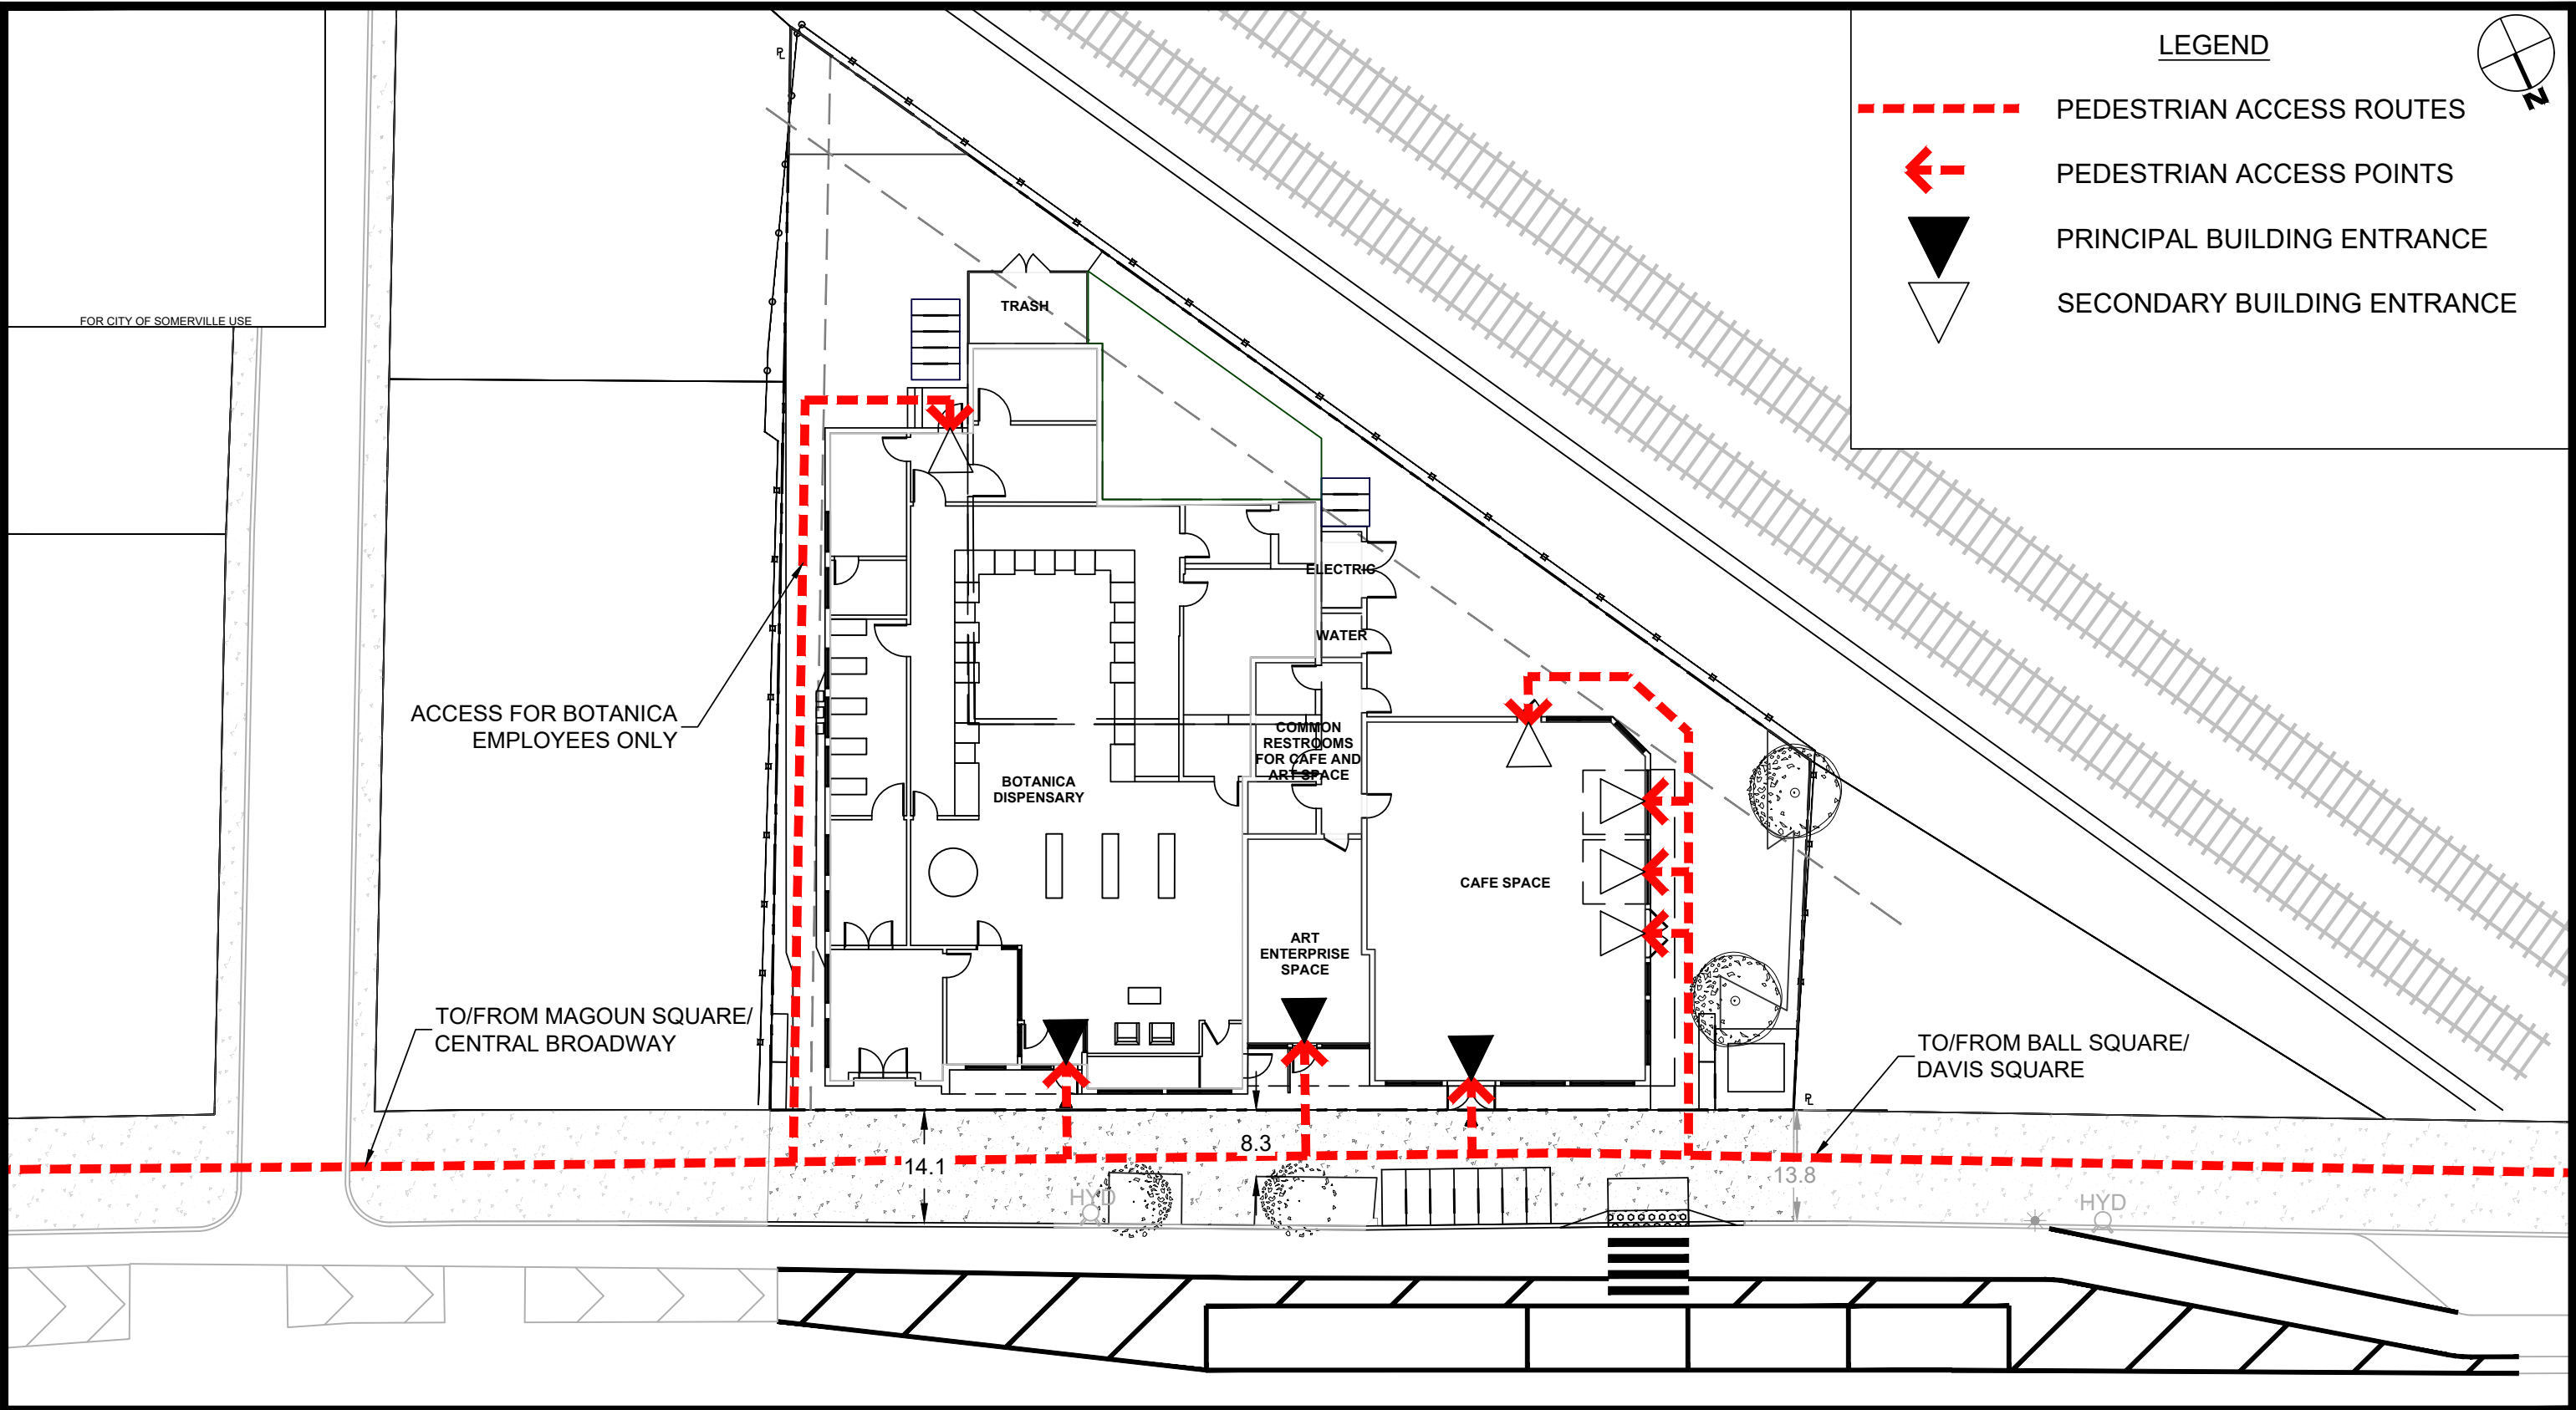 LEGEND
N
PEDESTRIAN ACCESS ROUTES
PEDESTRIAN ACCESS POINTS
PRINCIPAL BUILDING ENTRANCE
SECONDARY BUILDING ENTRANCE
PL
FOR CITY OF SOMERVILLE USE
TRASH
ELECTRIC
WATER
ACCESS FOR BOTANICA
EMPLOYEES ONLY
COMMON
RESTROOMS
FOR CAFE AND
ART SPACE
BOTANICA
DISPENSARY
CAFE SPACE
ART
ENTERPRISE
SPACE
TO/FROM MAGOUN SQUARE/
CENTRAL BROADWAY
TO/FROM BALL SQUARE/
DAVIS SQUARE
PL
14.1
8.3
13.8
HYD
HYD